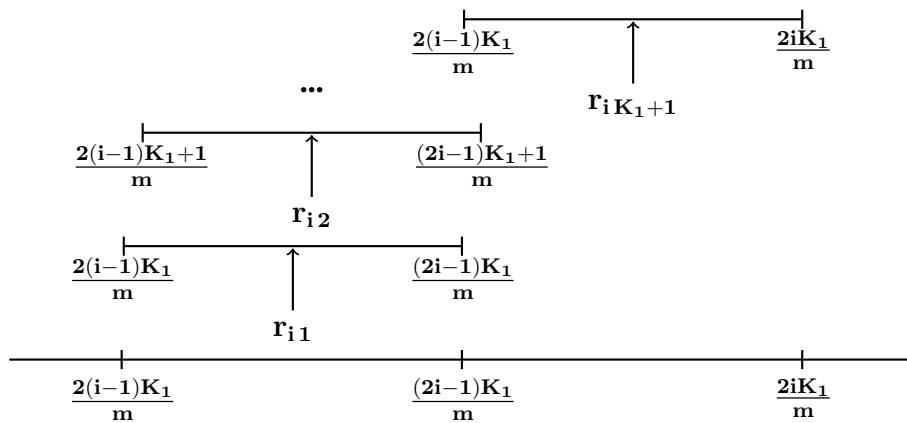 2(i−1)K₁/m 2iK₁/m
r_{i K₁+1}
...
2(i−1)K₁+1/m (2i−1)K₁+1/m
r_{i 2}
2(i−1)K₁/m (2i−1)K₁/m
r_{i 1}
2(i−1)K₁/m (2i−1)K₁/m 2iK₁/m